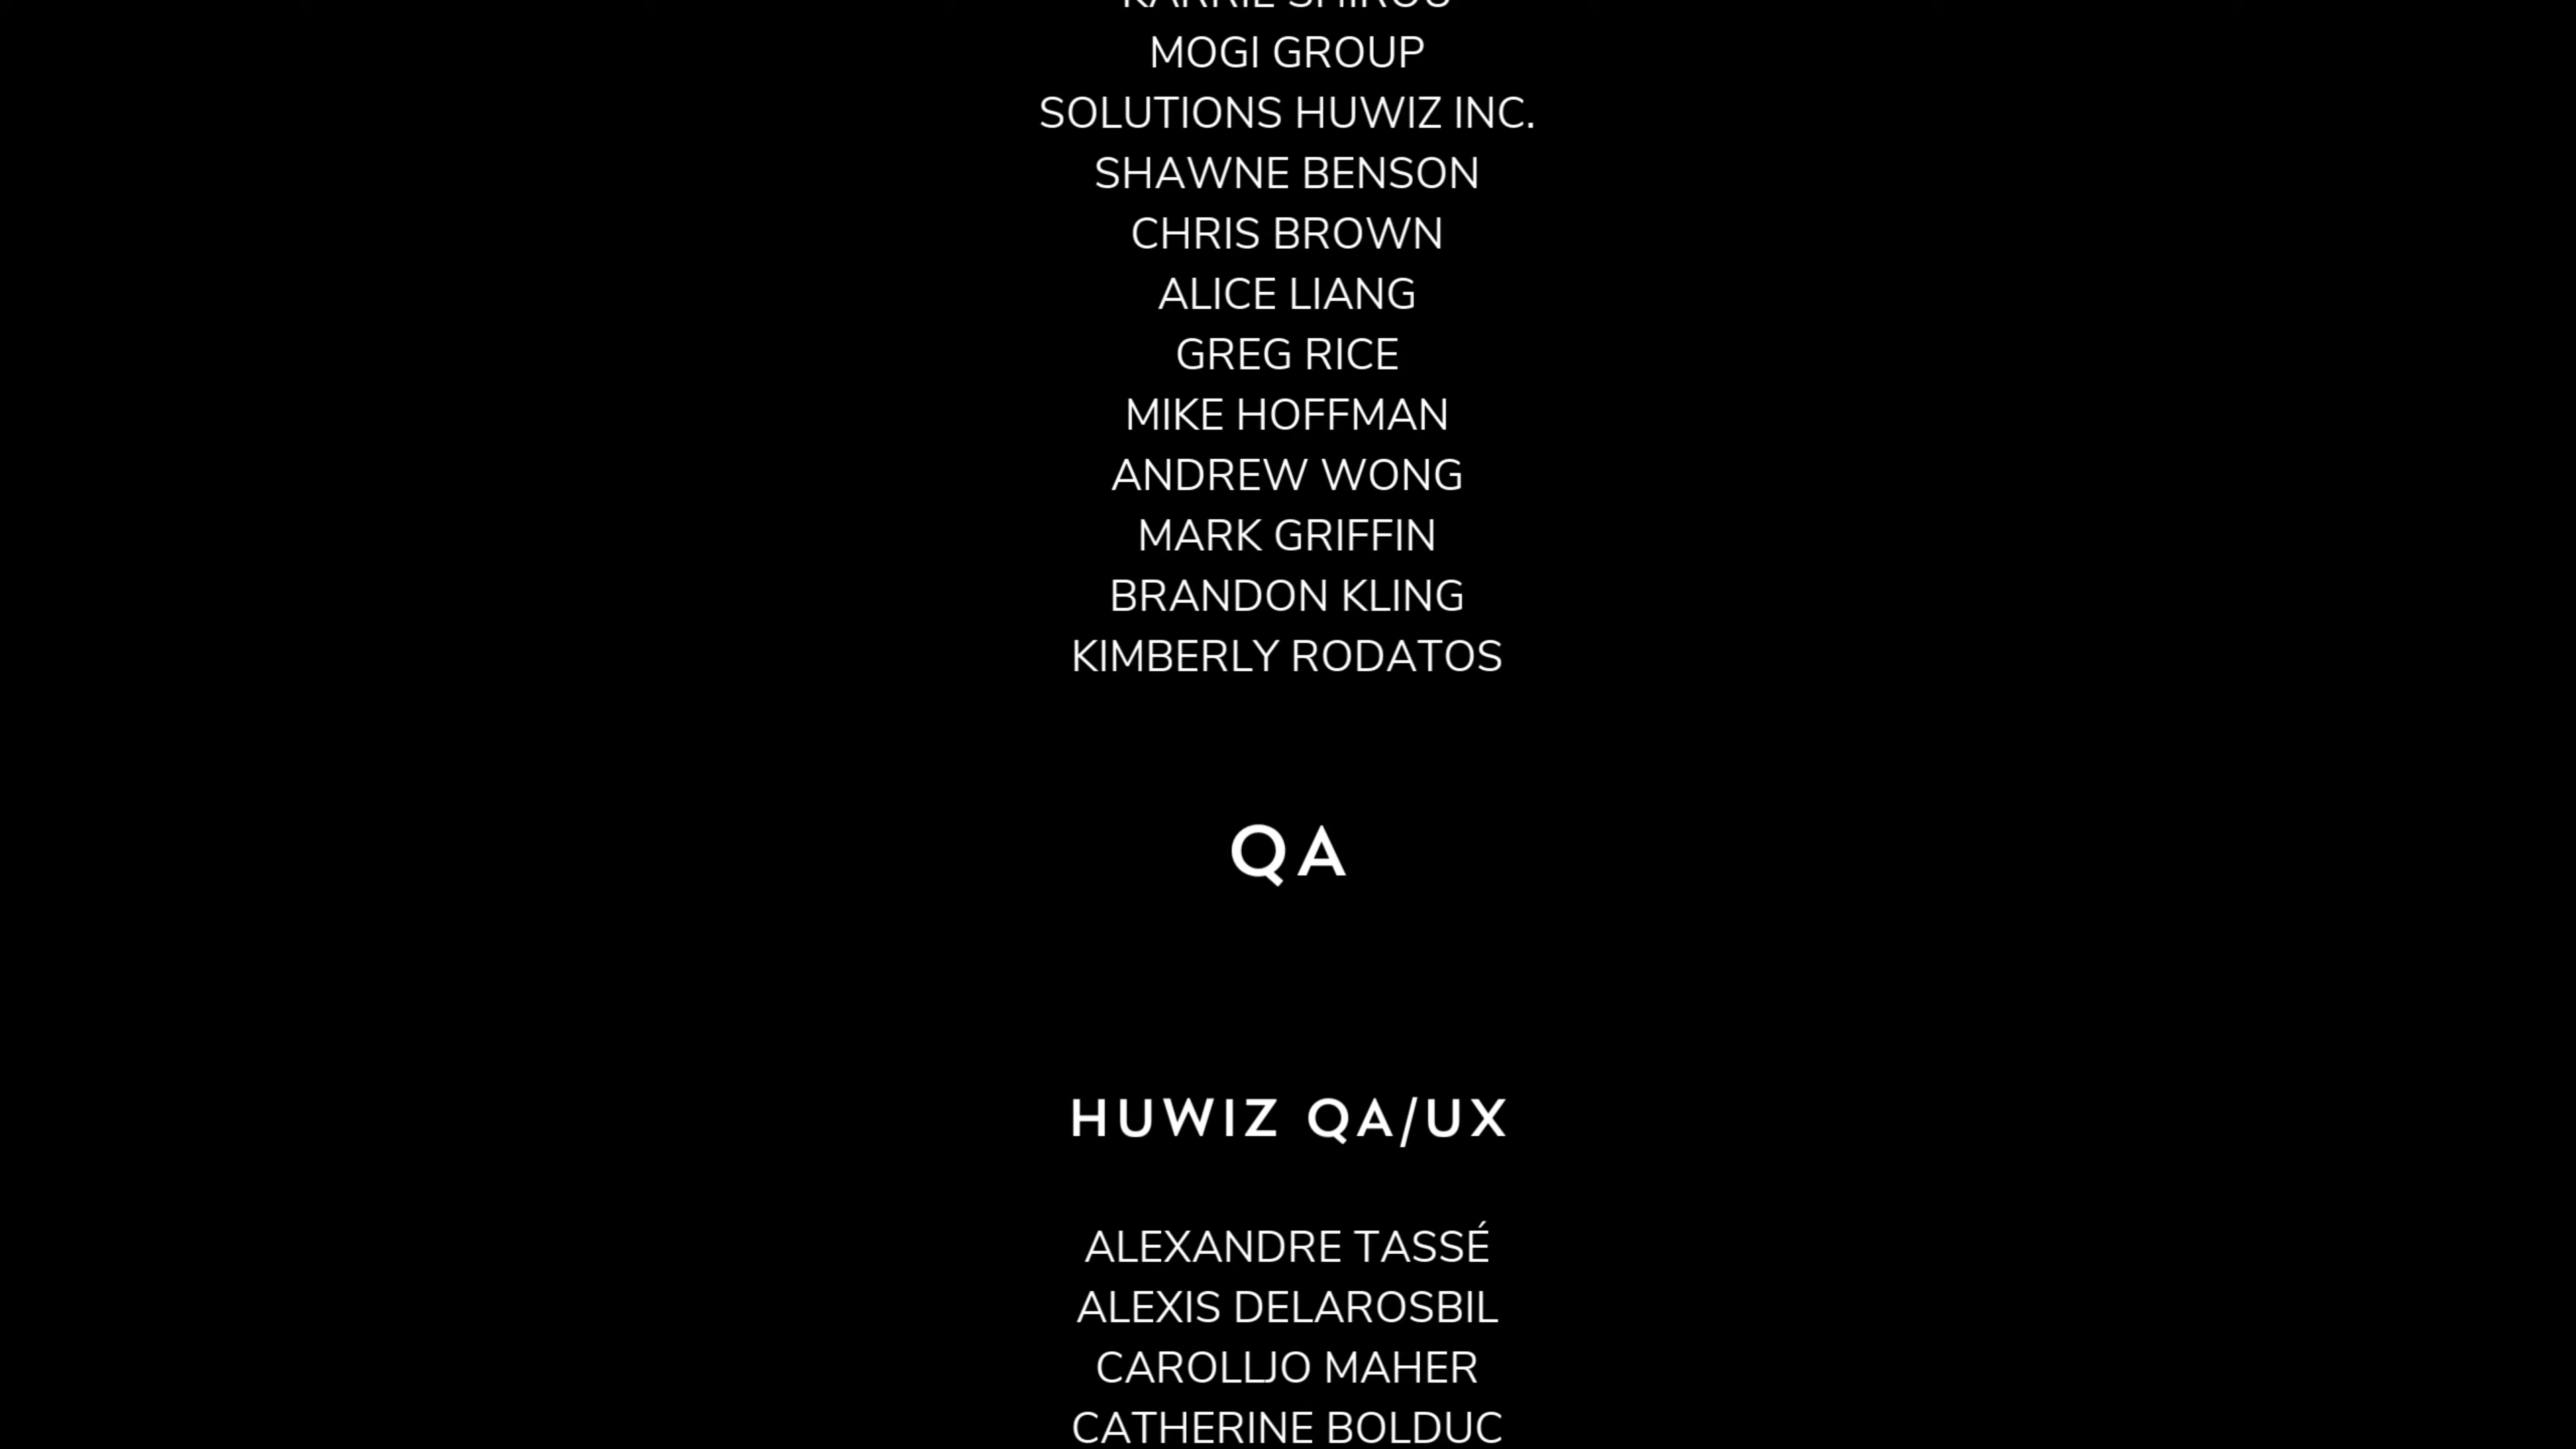 MOGI GROUP
SOLUTIONS HUWIZ INC.
SHAWNE BENSON
CHRIS BROWN
ALICE LIANG
GREG RICE
MIKE HOFFMAN
ANDREW WONG
MARK GRIFFIN
BRANDON KLING
KIMBERLY RODATOS
QA
HUWIZ QA/UX
ALEXANDRE TASSÉ
ALEXIS DELAROSBIL
CAROLLJO MAHER
CATHERINE BOLDUC